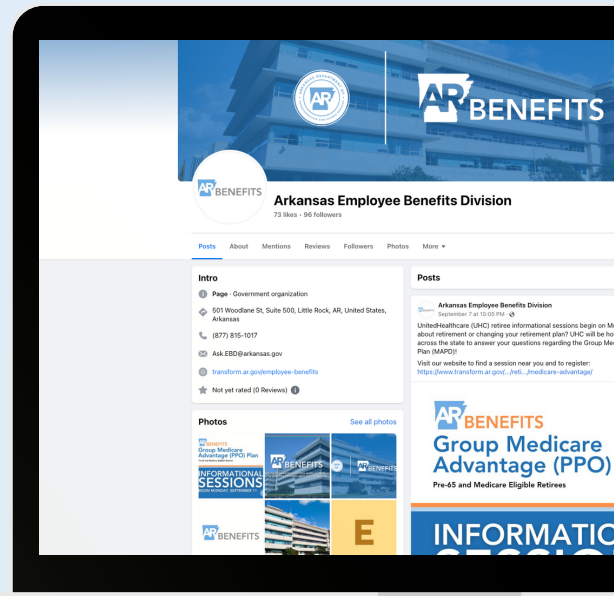 AR
AR BENEFITS
AR BENEFITS
Arkansas Employee Benefits Division
73 likes • 96 followers
Posts About Mentions Reviews Followers Photos More
Intro
Page · Government organization
501 Woodlane St, Suite 500, Little Rock, AR, United States,
Arkansas
(877) 815-1017
Ask.EBD@arkansas.gov
transform.ar.gov/employee-benefits
Not yet rated (0 Reviews)
Photos
See all photos
AR BENEFITS
Group Medicare
Advantage (PPO) Plan
INFORMATIONAL
SESSIONS
BEGIN MONDAY, SEPTEMBER 11
AR BENEFITS
AR BENEFITS
AR BENEFITS
E
Posts
Arkansas Employee Benefits Division
September 7 at 10:05 PM ·
UnitedHealthcare (UHC) retiree informational sessions begin on
about retirement or changing your retirement plan? UHC will be
across the state to answer your questions regarding the Group
Plan (MAPD)!
Visit our website to find a session near you and to register:
https://www.transform.ar.gov/.../reti.../medicare-advantage/
AR BENEFITS
Group Medicare
Advantage (PPO)
Pre-65 and Medicare Eligible Retirees
INFORMATIO